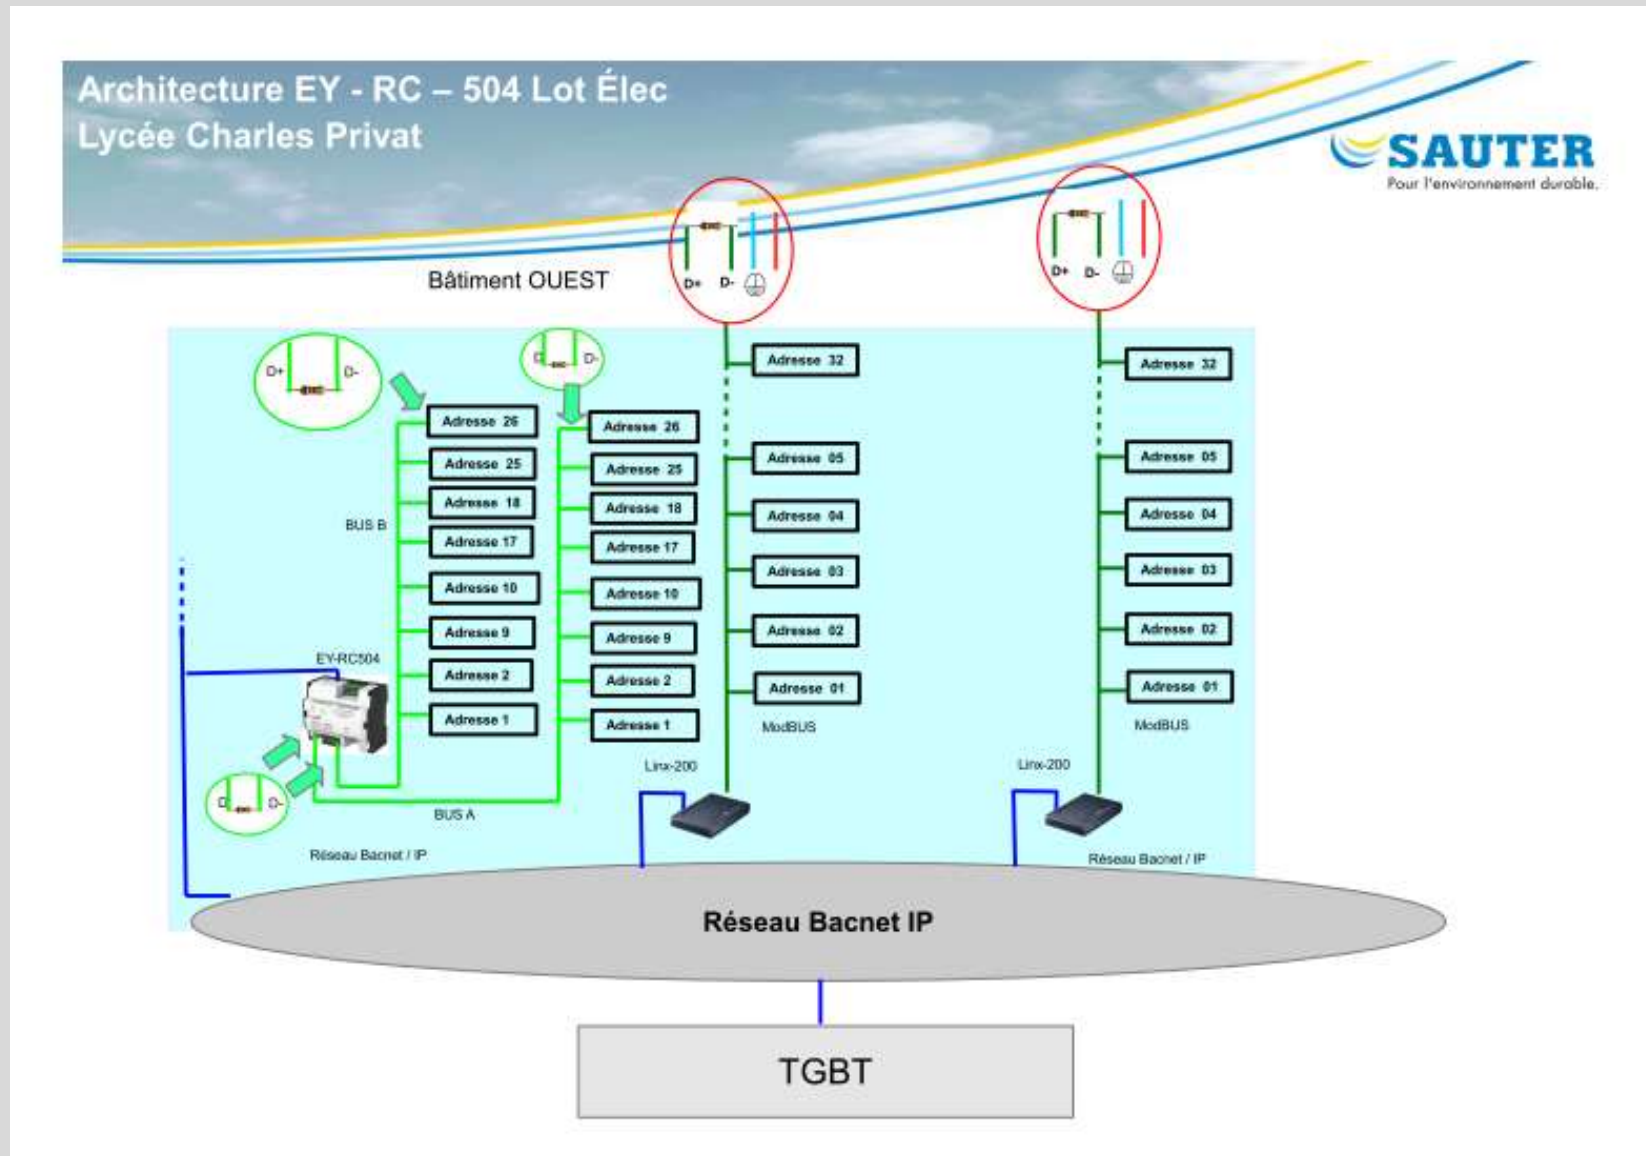 Architecture EY - RC – 504 Lot Élec
Lycée Charles Privat
SAUTER
Pour l'environnement durable.
Bâtiment OUEST
D+ D-
D+ D-
D+ D-
D D-
Adresse 26
Adresse 25
Adresse 18
Adresse 17
Adresse 10
Adresse 9
Adresse 2
Adresse 1
BUS B
EY-RC504
D D-
Adresse 26
Adresse 25
Adresse 18
Adresse 17
Adresse 10
Adresse 9
Adresse 2
Adresse 1
BUS A
Réseau Bacnet / IP
Adresse 32
Adresse 05
Adresse 04
Adresse 03
Adresse 02
Adresse 01
ModBUS
Linx-200
Adresse 32
Adresse 05
Adresse 04
Adresse 03
Adresse 02
Adresse 01
ModBUS
Linx-200
Réseau Bacnet / IP
Réseau Bacnet IP
TGBT